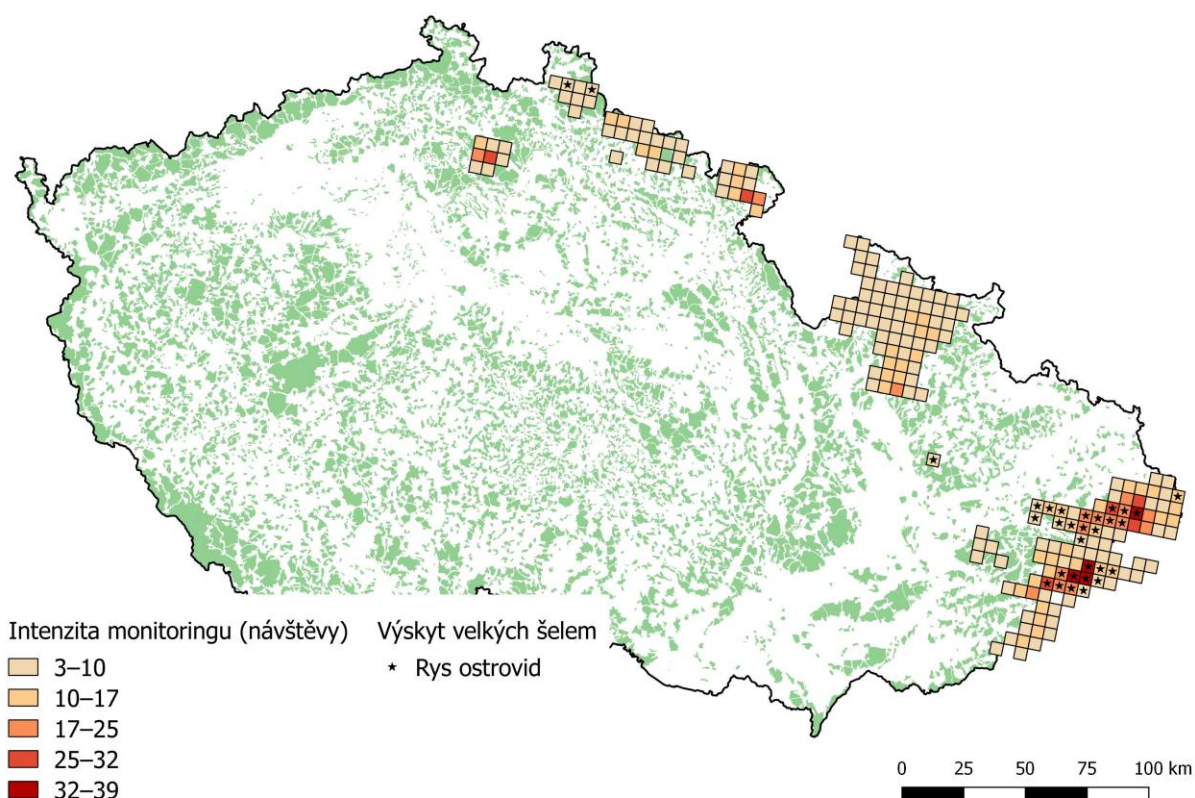 Intenzita monitoringu (návštěvy)
3–10
10–17
17–25
25–32
32–39
Výskyt velkých šelem
Rys ostrovid
0 25 50 75 100 km